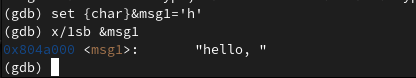 (gdb) set {char}&msg1='h'
(gdb) x/1sb &msg1
0x804a000 <msg1>:       "hello, "
(gdb)